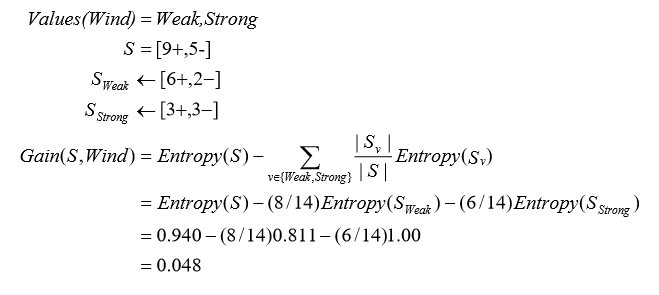 Values(Wind) = Weak,Strong
S = [9+,5-]
S_Weak ← [6+,2−]
S_Strong ← [3+,3−]
Gain(S,Wind) = Entropy(S) − ∑_{v∈{Weak,Strong}} |S_v| / |S| Entropy(S_v)
= Entropy(S) − (8/14)Entropy(S_Weak) − (6/14)Entropy(S_Strong)
= 0.940 − (8/14)0.811 − (6/14)1.00
= 0.048